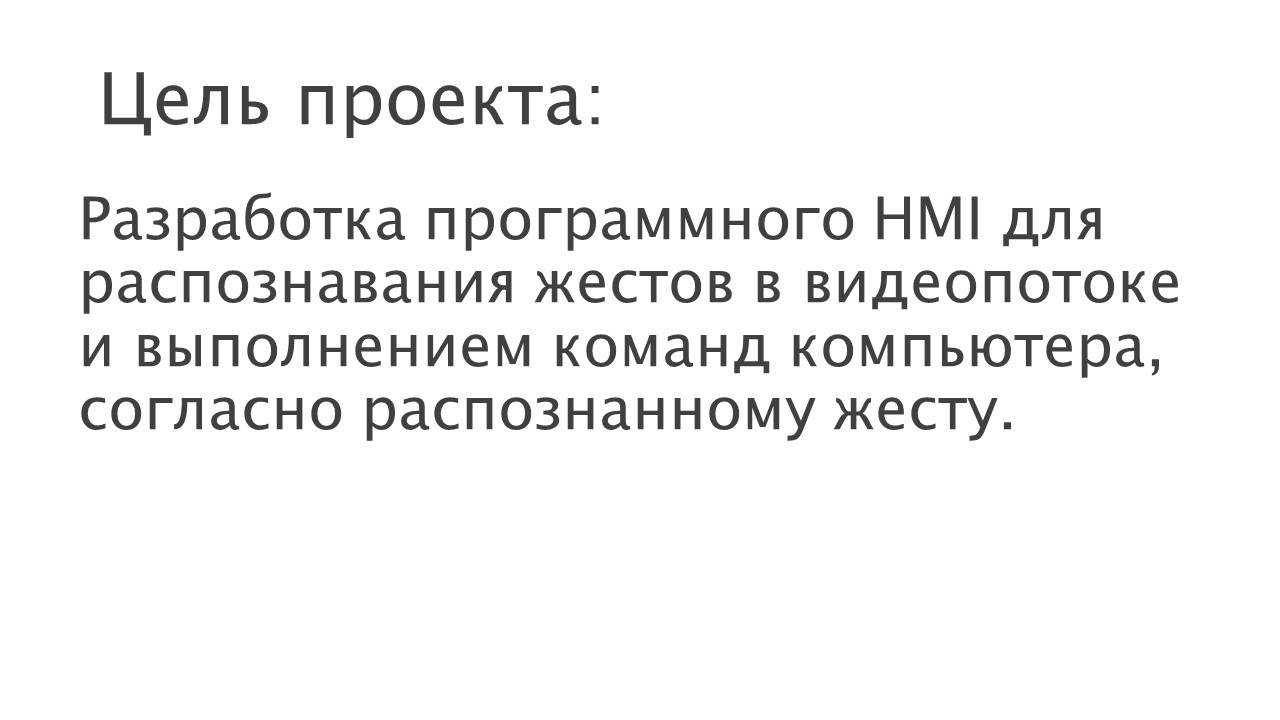 Цель проекта:
Разработка программного HMI для
распознавания жестов в видеопотоке
и выполнением команд компьютера,
согласно распознанному жесту.